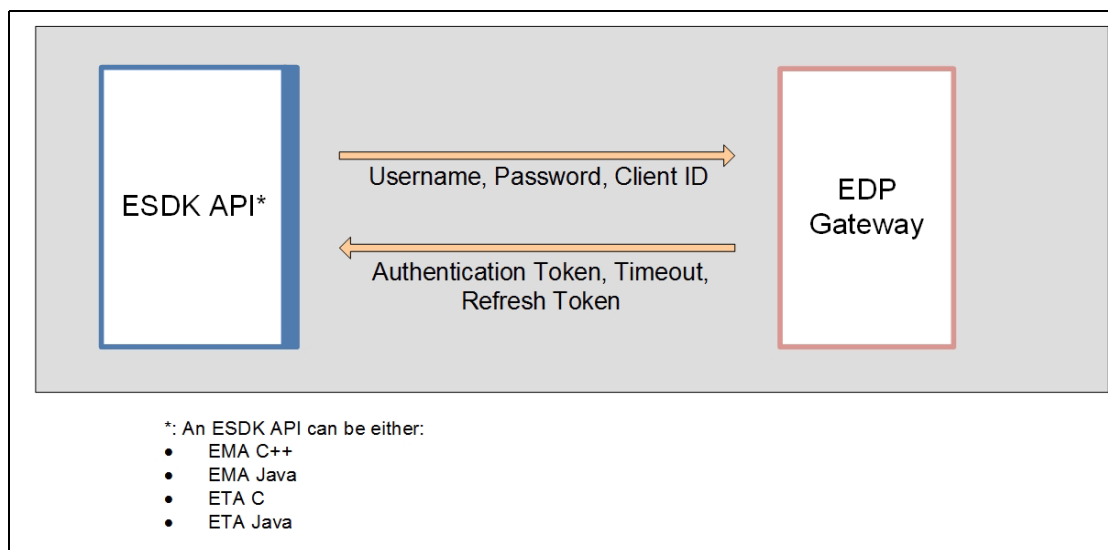 ESDK API*
Username, Password, Client ID
EDP
Gateway
Authentication Token, Timeout,
Refresh Token
*: An ESDK API can be either:
• EMA C++
• EMA Java
• ETA C
• ETA Java